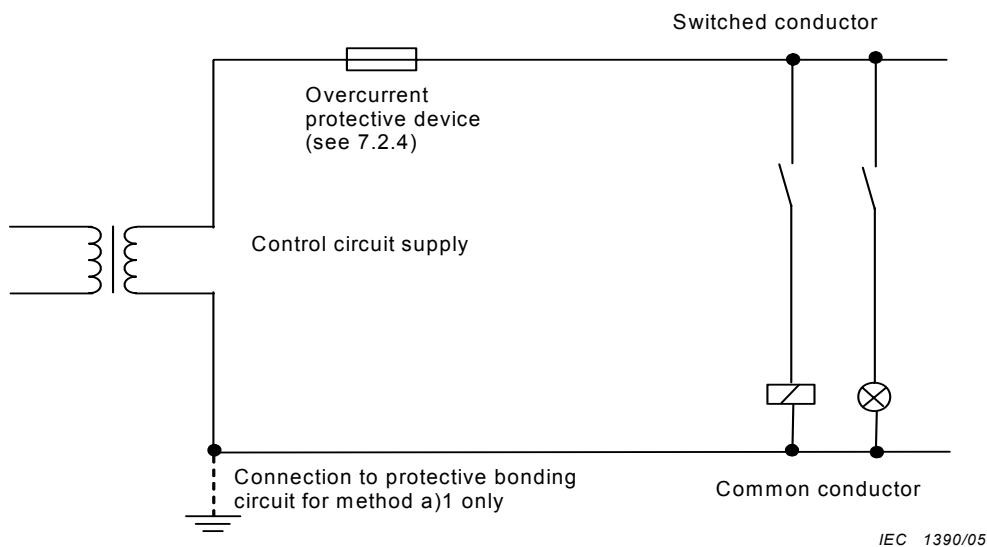 Switched conductor
Overcurrent
protective device
(see 7.2.4)
Control circuit supply
Connection to protective bonding
circuit for method a)1 only
Common conductor
IEC 1390/05